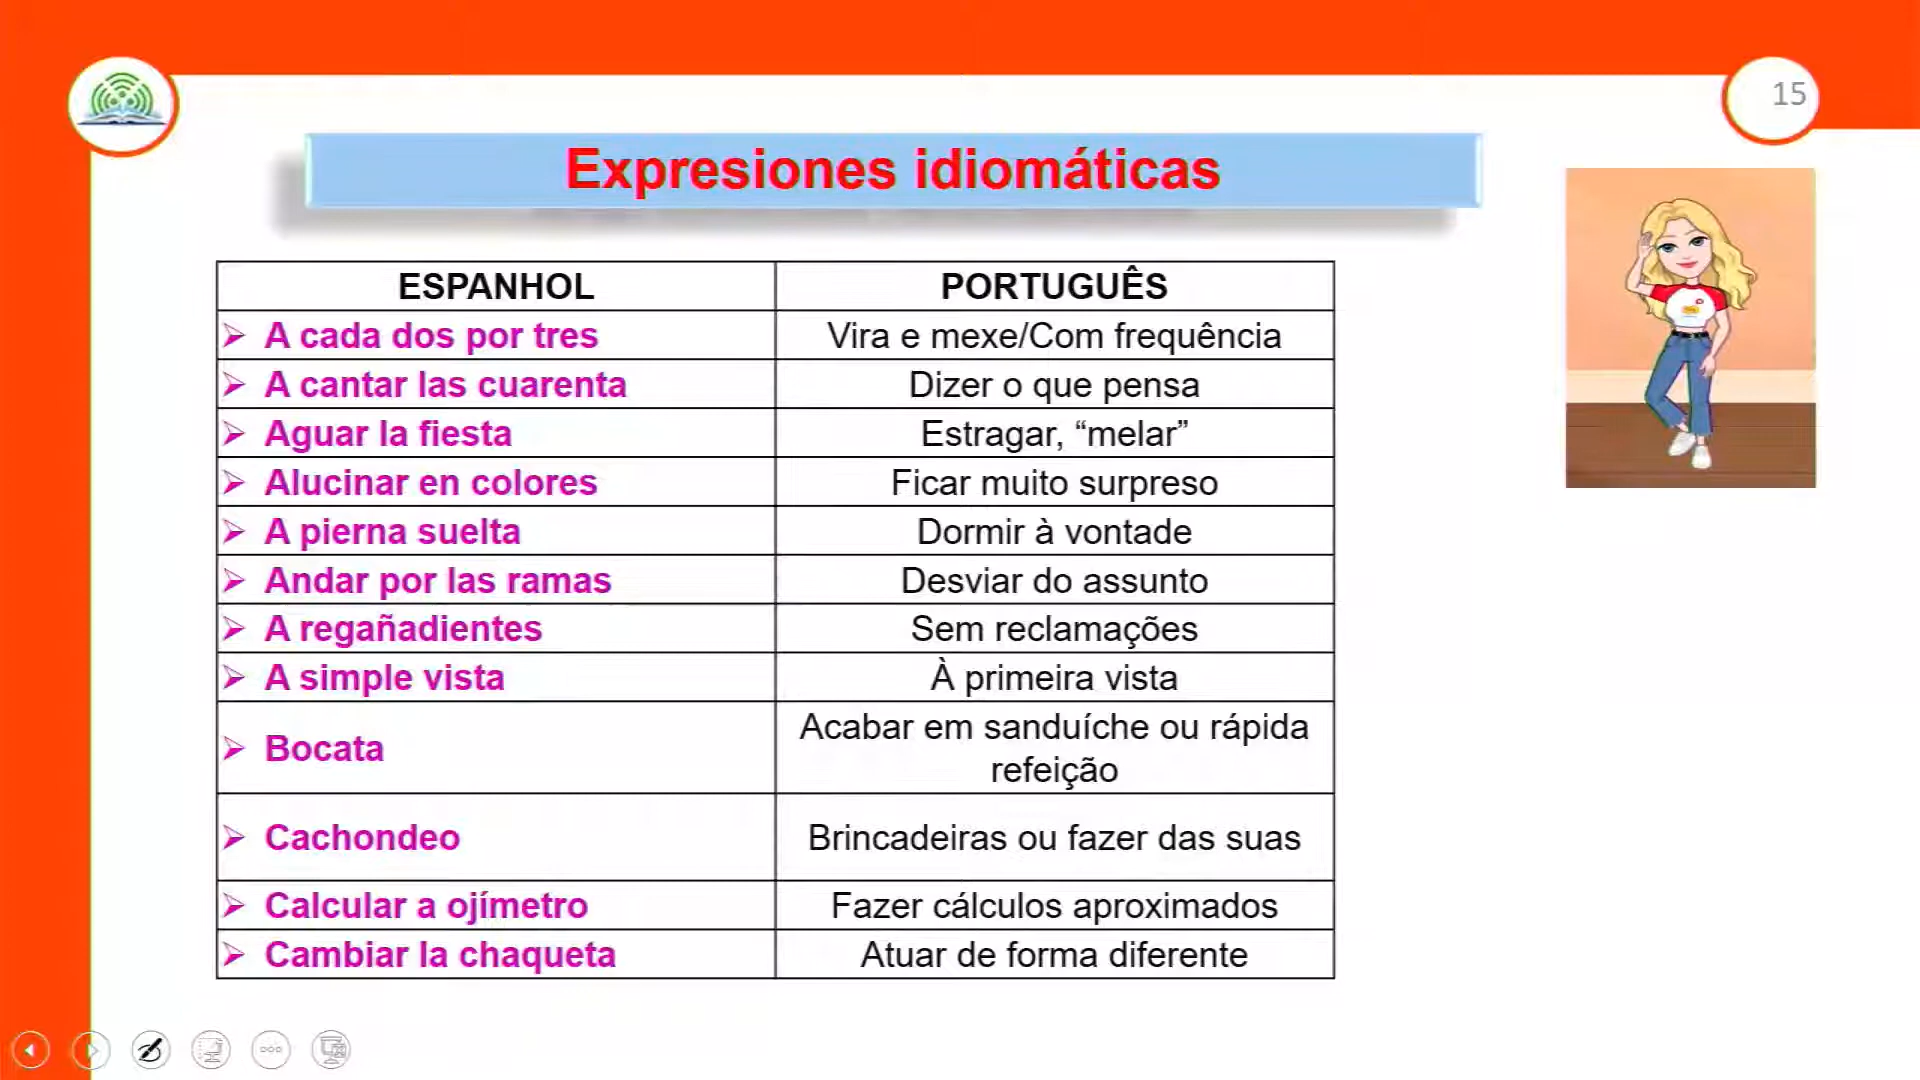 15
Expresiones idiomáticas
ESPANHOL PORTUGUÊS
A cada dos por tres Vira e mexe/Com frequência
A cantar las cuarenta Dizer o que pensa
Aguar la fiesta Estragar, “melar”
Alucinar en colores Ficar muito surpreso
A pierna suelta Dormir à vontade
Andar por las ramas Desviar do assunto
A regañadientes Sem reclamações
A simple vista À primeira vista
Bocata Acabar em sanduíche ou rápida
refeição
Cachondeo Brincadeiras ou fazer das suas
Calcular a ojímetro Fazer cálculos aproximados
Cambiar la chaqueta Atuar de forma diferente